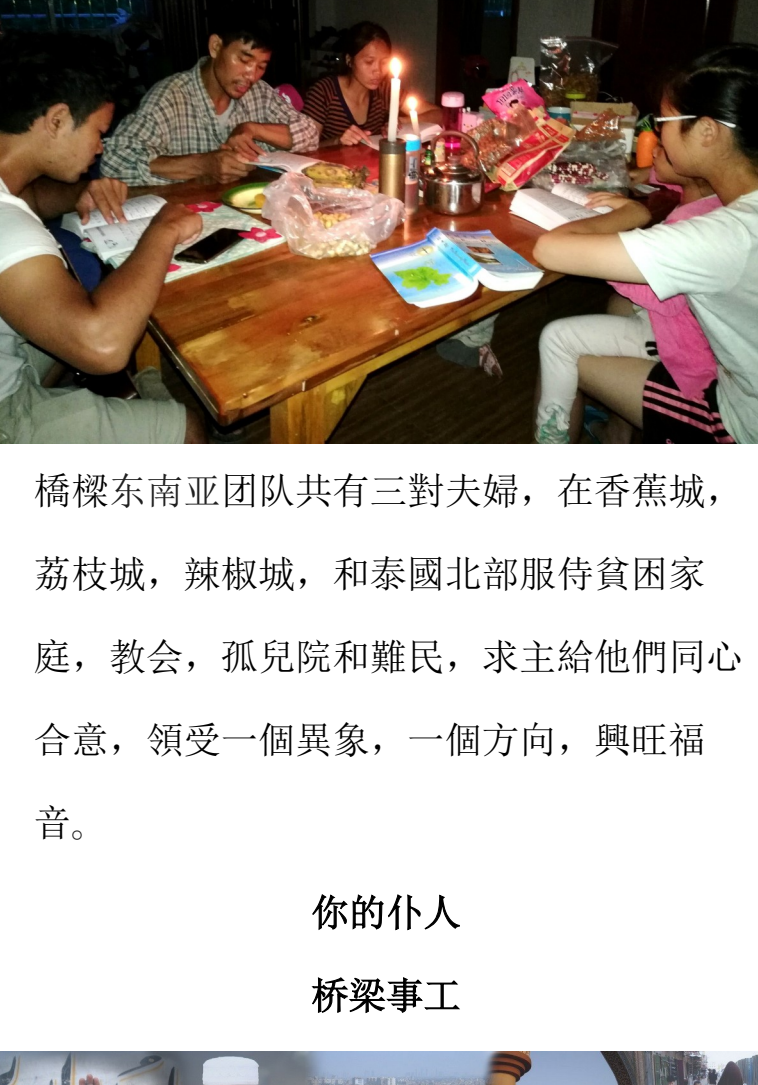 橋樑东南亚团队共有三對夫婦，在香蕉城，
荔枝城，辣椒城，和泰國北部服侍貧困家
庭，教会，孤兒院和難民，求主給他們同心
合意，領受一個異象，一個方向，興旺福
音。
你的仆人
桥梁事工